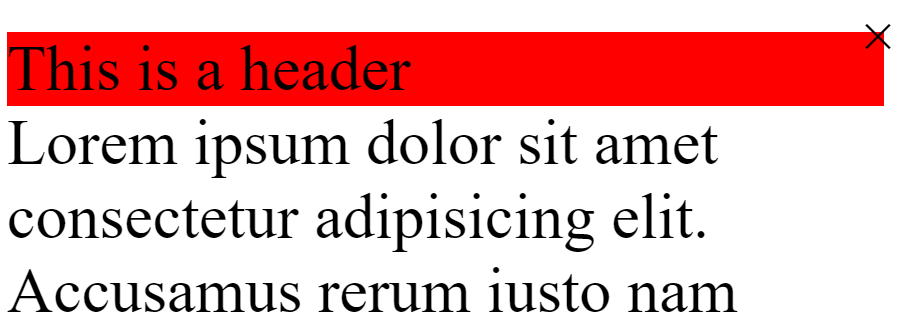 This is a header
Lorem ipsum dolor sit amet
consectetur adipisicing elit.
Accusamus rerum iusto nam